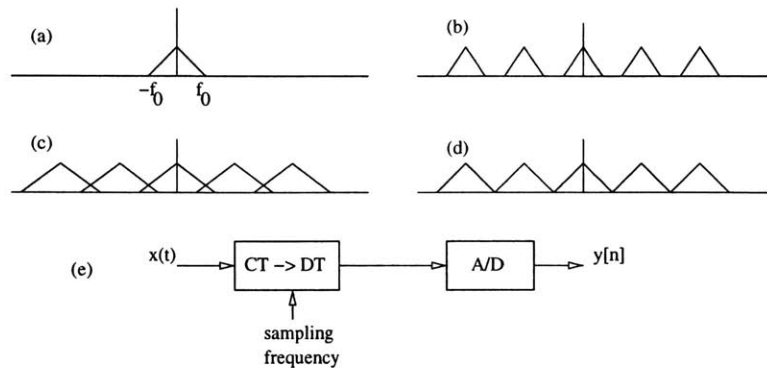 (a)
−f0 f0
(b)
(c)
(d)
(e)
x(t)
CT −> DT
A/D
y[n]
sampling
frequency